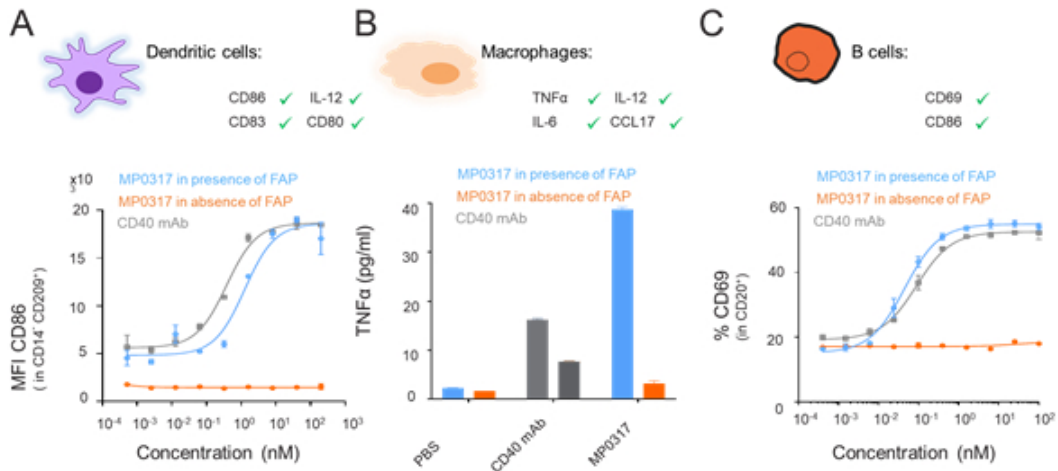 A
Dendritic cells:
CD86 ✓ IL-12 ✓
CD83 ✓ CD80 ✓
x10
5
MP0317 in presence of FAP
MP0317 in absence of FAP
CD40 mAb
20
15
10
5
0
MFI CD86
( in CD14⁻CD209⁺)
10⁻⁴ 10⁻³ 10⁻² 10⁻¹ 10⁰ 10¹ 10² 10³
Concentration (nM)
B
Macrophages:
TNFα ✓ IL-12 ✓
IL-6 ✓ CCL17 ✓
MP0317 in presence of FAP
MP0317 in absence of FAP
CD40 mAb
40
30
20
10
0
TNFα (pg/ml)
PBS
CD40 mAb
MP0317
C
B cells:
CD69 ✓
CD86 ✓
MP0317 in presence of FAP
MP0317 in absence of FAP
CD40 mAb
60
40
20
0
% CD69
(in CD20⁺)
10⁻⁴ 10⁻³ 10⁻² 10⁻¹ 10⁰ 10¹ 10²
Concentration (nM)